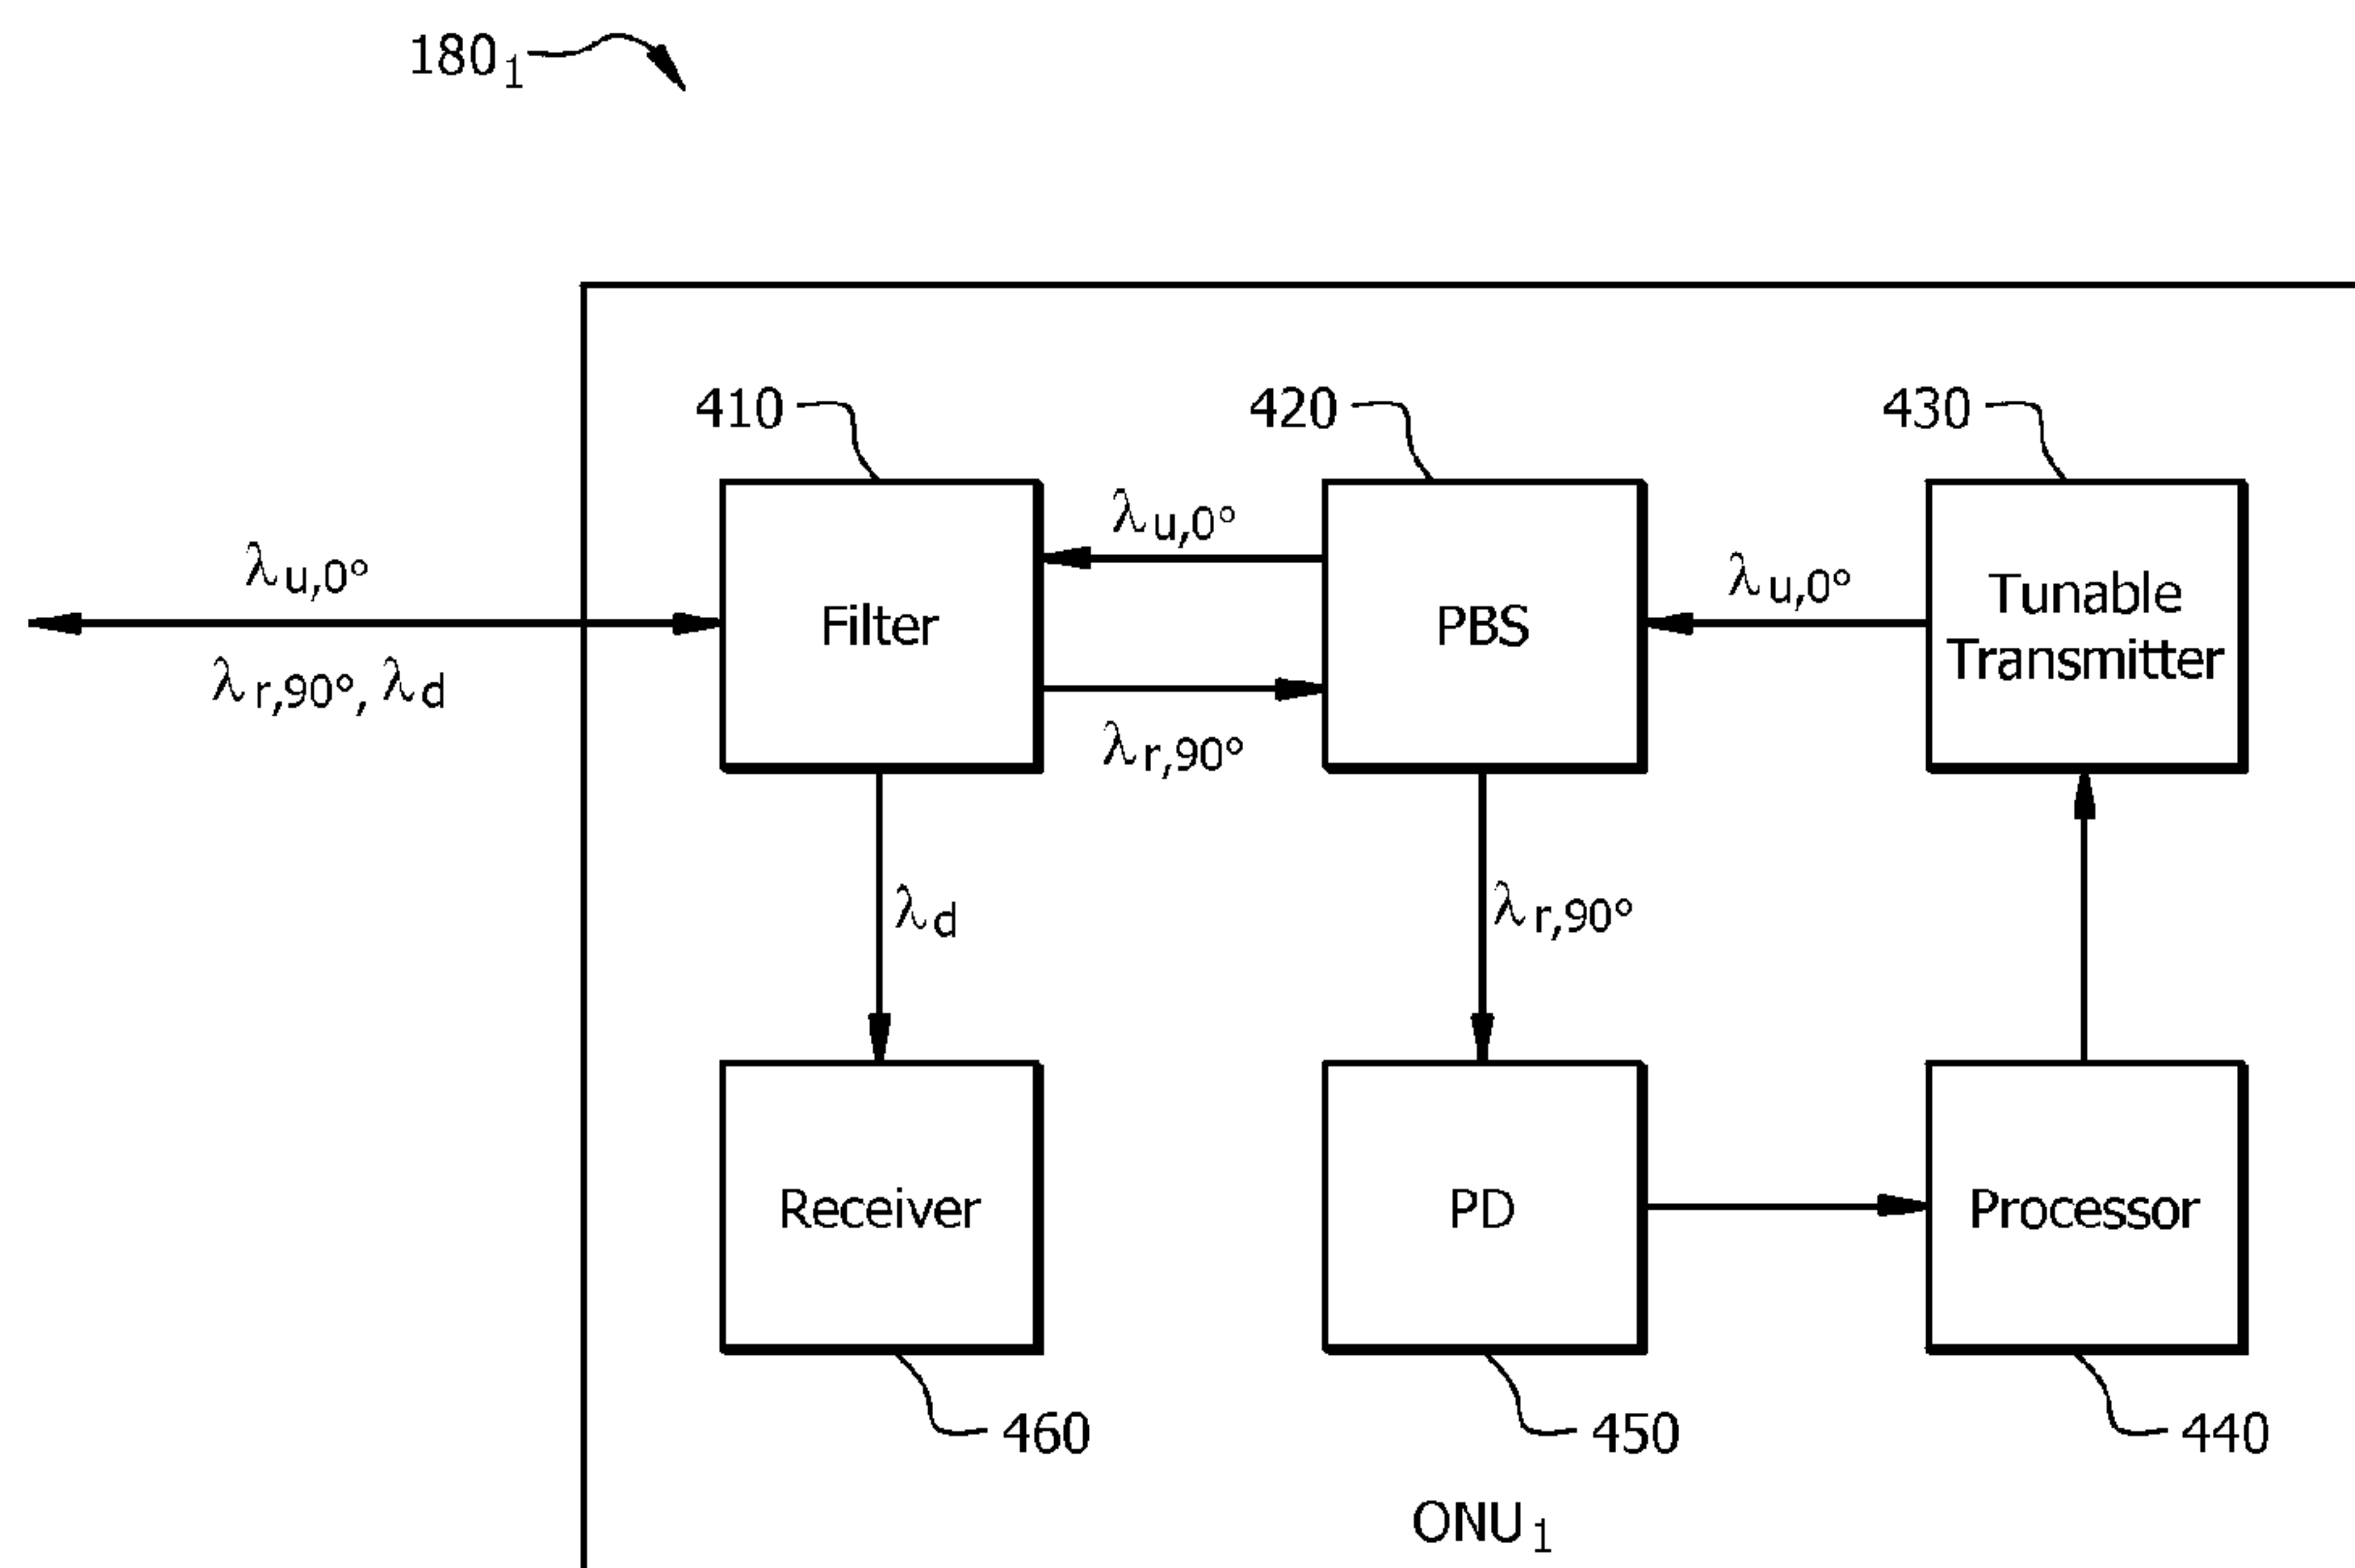 180₁
410
420
430
λu,0°
λr,90°, λd
Filter
λu,0°
λr,90°
PBS
λu,0°
Tunable
Transmitter
λd
λr,90°
Receiver
PD
Processor
460
450
440
ONU₁